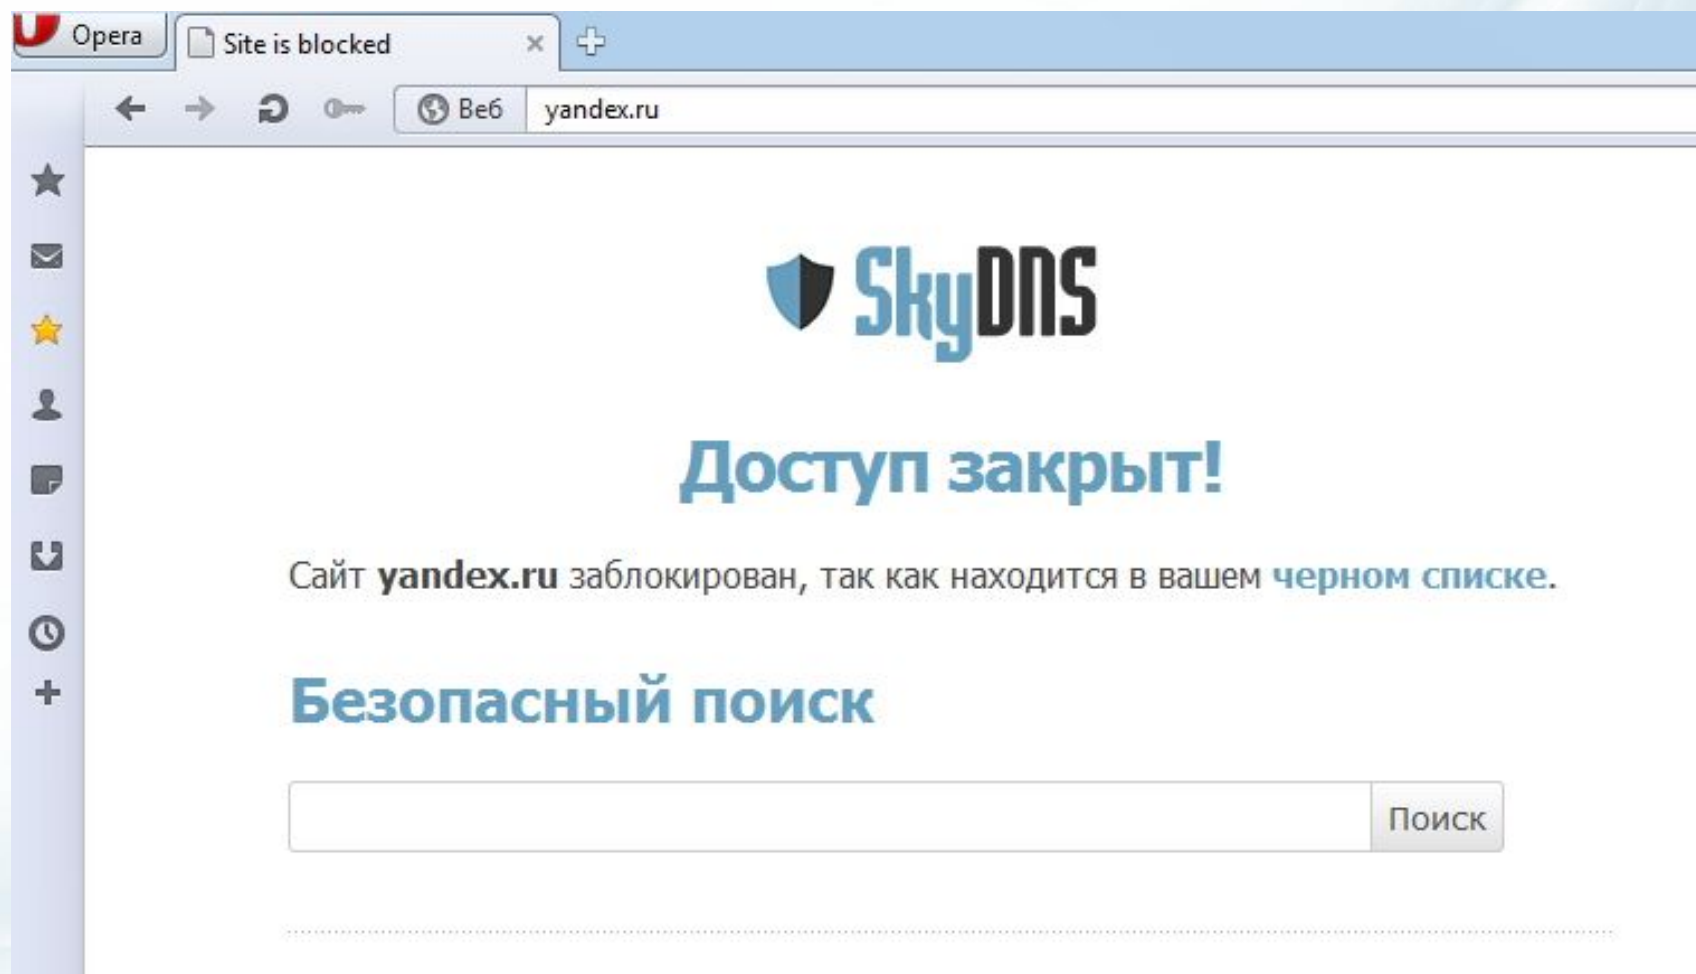 Opera
Site is blocked
Веб yandex.ru
SkyDNS
Доступ закрыт!
Сайт yandex.ru заблокирован, так как находится в вашем черном списке.
Безопасный поиск
Поиск